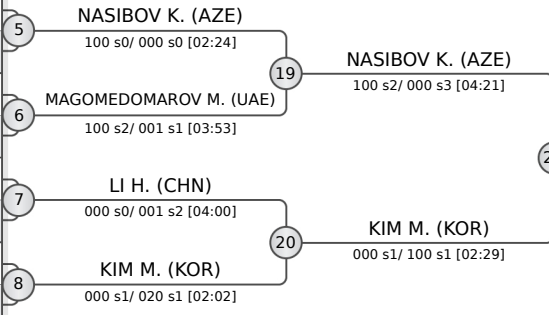 5
NASIBOV K. (AZE)
100 s0/ 000 s0 [02:24]
19
NASIBOV K. (AZE)
100 s2/ 000 s3 [04:21]
6
MAGOMEDOMAROV M. (UAE)
100 s2/ 001 s1 [03:53]
7
LI H. (CHN)
000 s0/ 001 s2 [04:00]
20
KIM M. (KOR)
000 s1/ 100 s1 [02:29]
8
KIM M. (KOR)
000 s1/ 020 s1 [02:02]